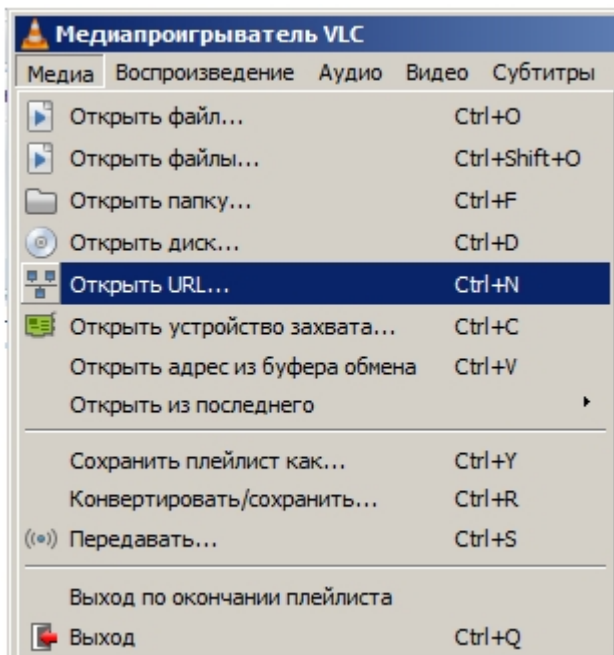 Медиапроигрыватель VLC
Медиа Воспроизведение Аудио Видео Субтитры
Открыть файл... Ctrl+O
Открыть файлы... Ctrl+Shift+O
Открыть папку... Ctrl+F
Открыть диск... Ctrl+D
Открыть URL... Ctrl+N
Открыть устройство захвата... Ctrl+C
Открыть адрес из буфера обмена Ctrl+V
Открыть из последнего
Сохранить плейлист как... Ctrl+Y
Конвертировать/сохранить... Ctrl+R
Передавать... Ctrl+S
Выход по окончании плейлиста
Выход Ctrl+Q